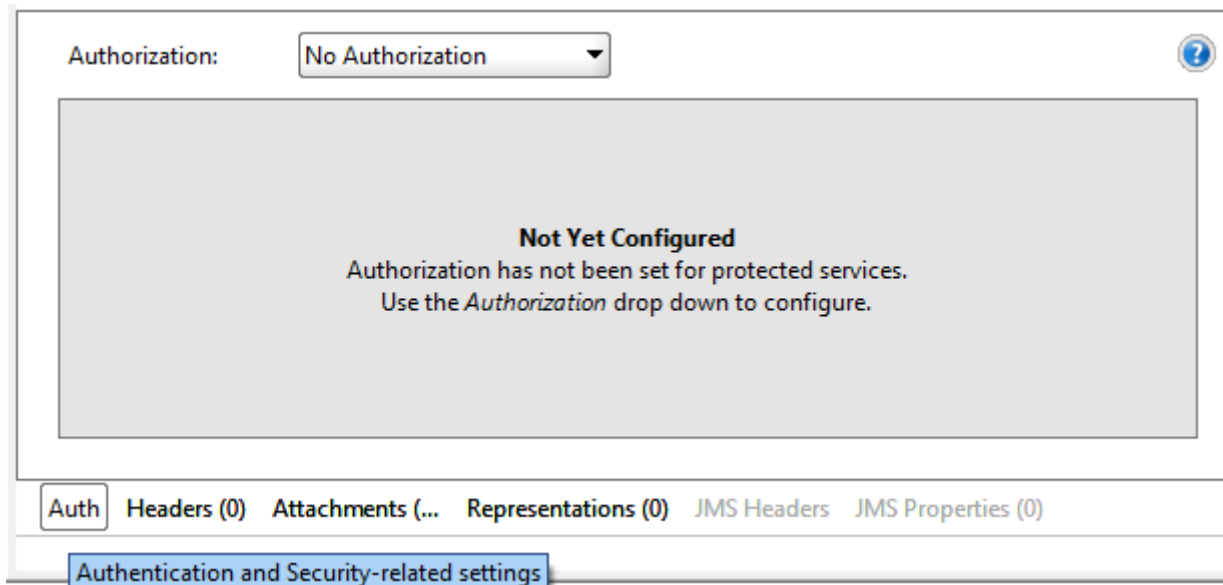 Authorization: No Authorization
Not Yet Configured
Authorization has not been set for protected services.
Use the Authorization drop down to configure.
Auth Headers (0) Attachments (... Representations (0) JMS Headers JMS Properties (0)
Authentication and Security-related settings